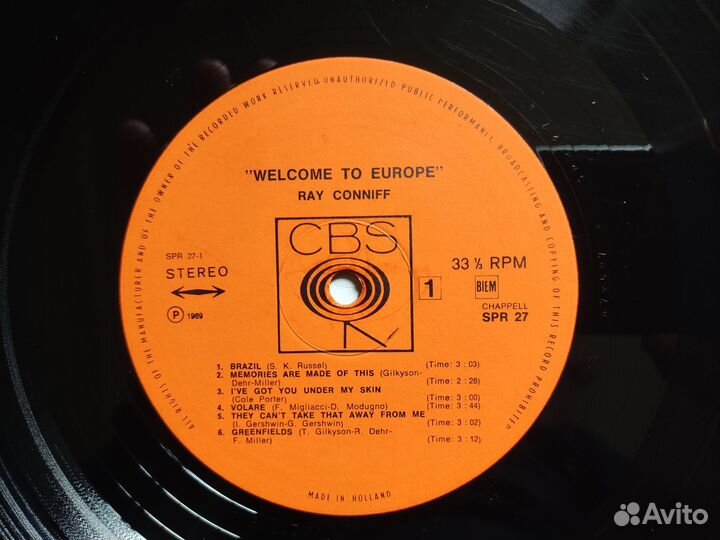 ALL RIGHTS OF THE MANUFACTURER AND OF THE OWNER OF THE RECORDED WORK RESERVED. UNAUTHORIZED PUBLIC PERFORMANCE, BROADCASTING AND COPYING OF THIS RECORD PROHIBITED
"WELCOME TO EUROPE"
RAY CONNIFF
CBS
SPR 27-1
STEREO
Ⓟ 1969
33 ⅓ RPM
1
BIEM
CHAPPELL
SPR 27
1. BRAZIL (S. K. Russel) (Time: 3 : 03)
2. MEMORIES ARE MADE OF THIS (Gilkyson-
Dehr-Miller) (Time: 2 : 28)
3. I'VE GOT YOU UNDER MY SKIN
(Cole Porter) (Time: 3 : 00)
4. VOLARE (F. Migliacci-D. Modugno) (Time: 3 : 44)
5. THEY CAN'T TAKE THAT AWAY FROM ME
(I. Gershwin-G. Gershwin) (Time: 3 : 02)
6. GREENFIELDS (T. Gilkyson-R. Dehr-
F. Miller) (Time: 3 : 12)
MADE IN HOLLAND
Avito